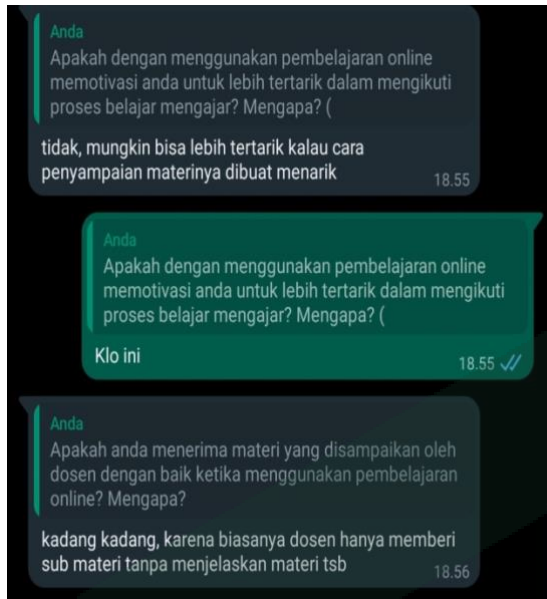 Anda
Apakah dengan menggunakan pembelajaran online
memotivasi anda untuk lebih tertarik dalam mengikuti
proses belajar mengajar? Mengapa? (
tidak, mungkin bisa lebih tertarik kalau cara
penyampaian materinya dibuat menarik
18.55
Anda
Apakah dengan menggunakan pembelajaran online
memotivasi anda untuk lebih tertarik dalam mengikuti
proses belajar mengajar? Mengapa? (
Klo ini
18.55
Anda
Apakah anda menerima materi yang disampaikan oleh
dosen dengan baik ketika menggunakan pembelajaran
online? Mengapa?
kadang kadang, karena biasanya dosen hanya memberi
sub materi tanpa menjelaskan materi tsb
18.56